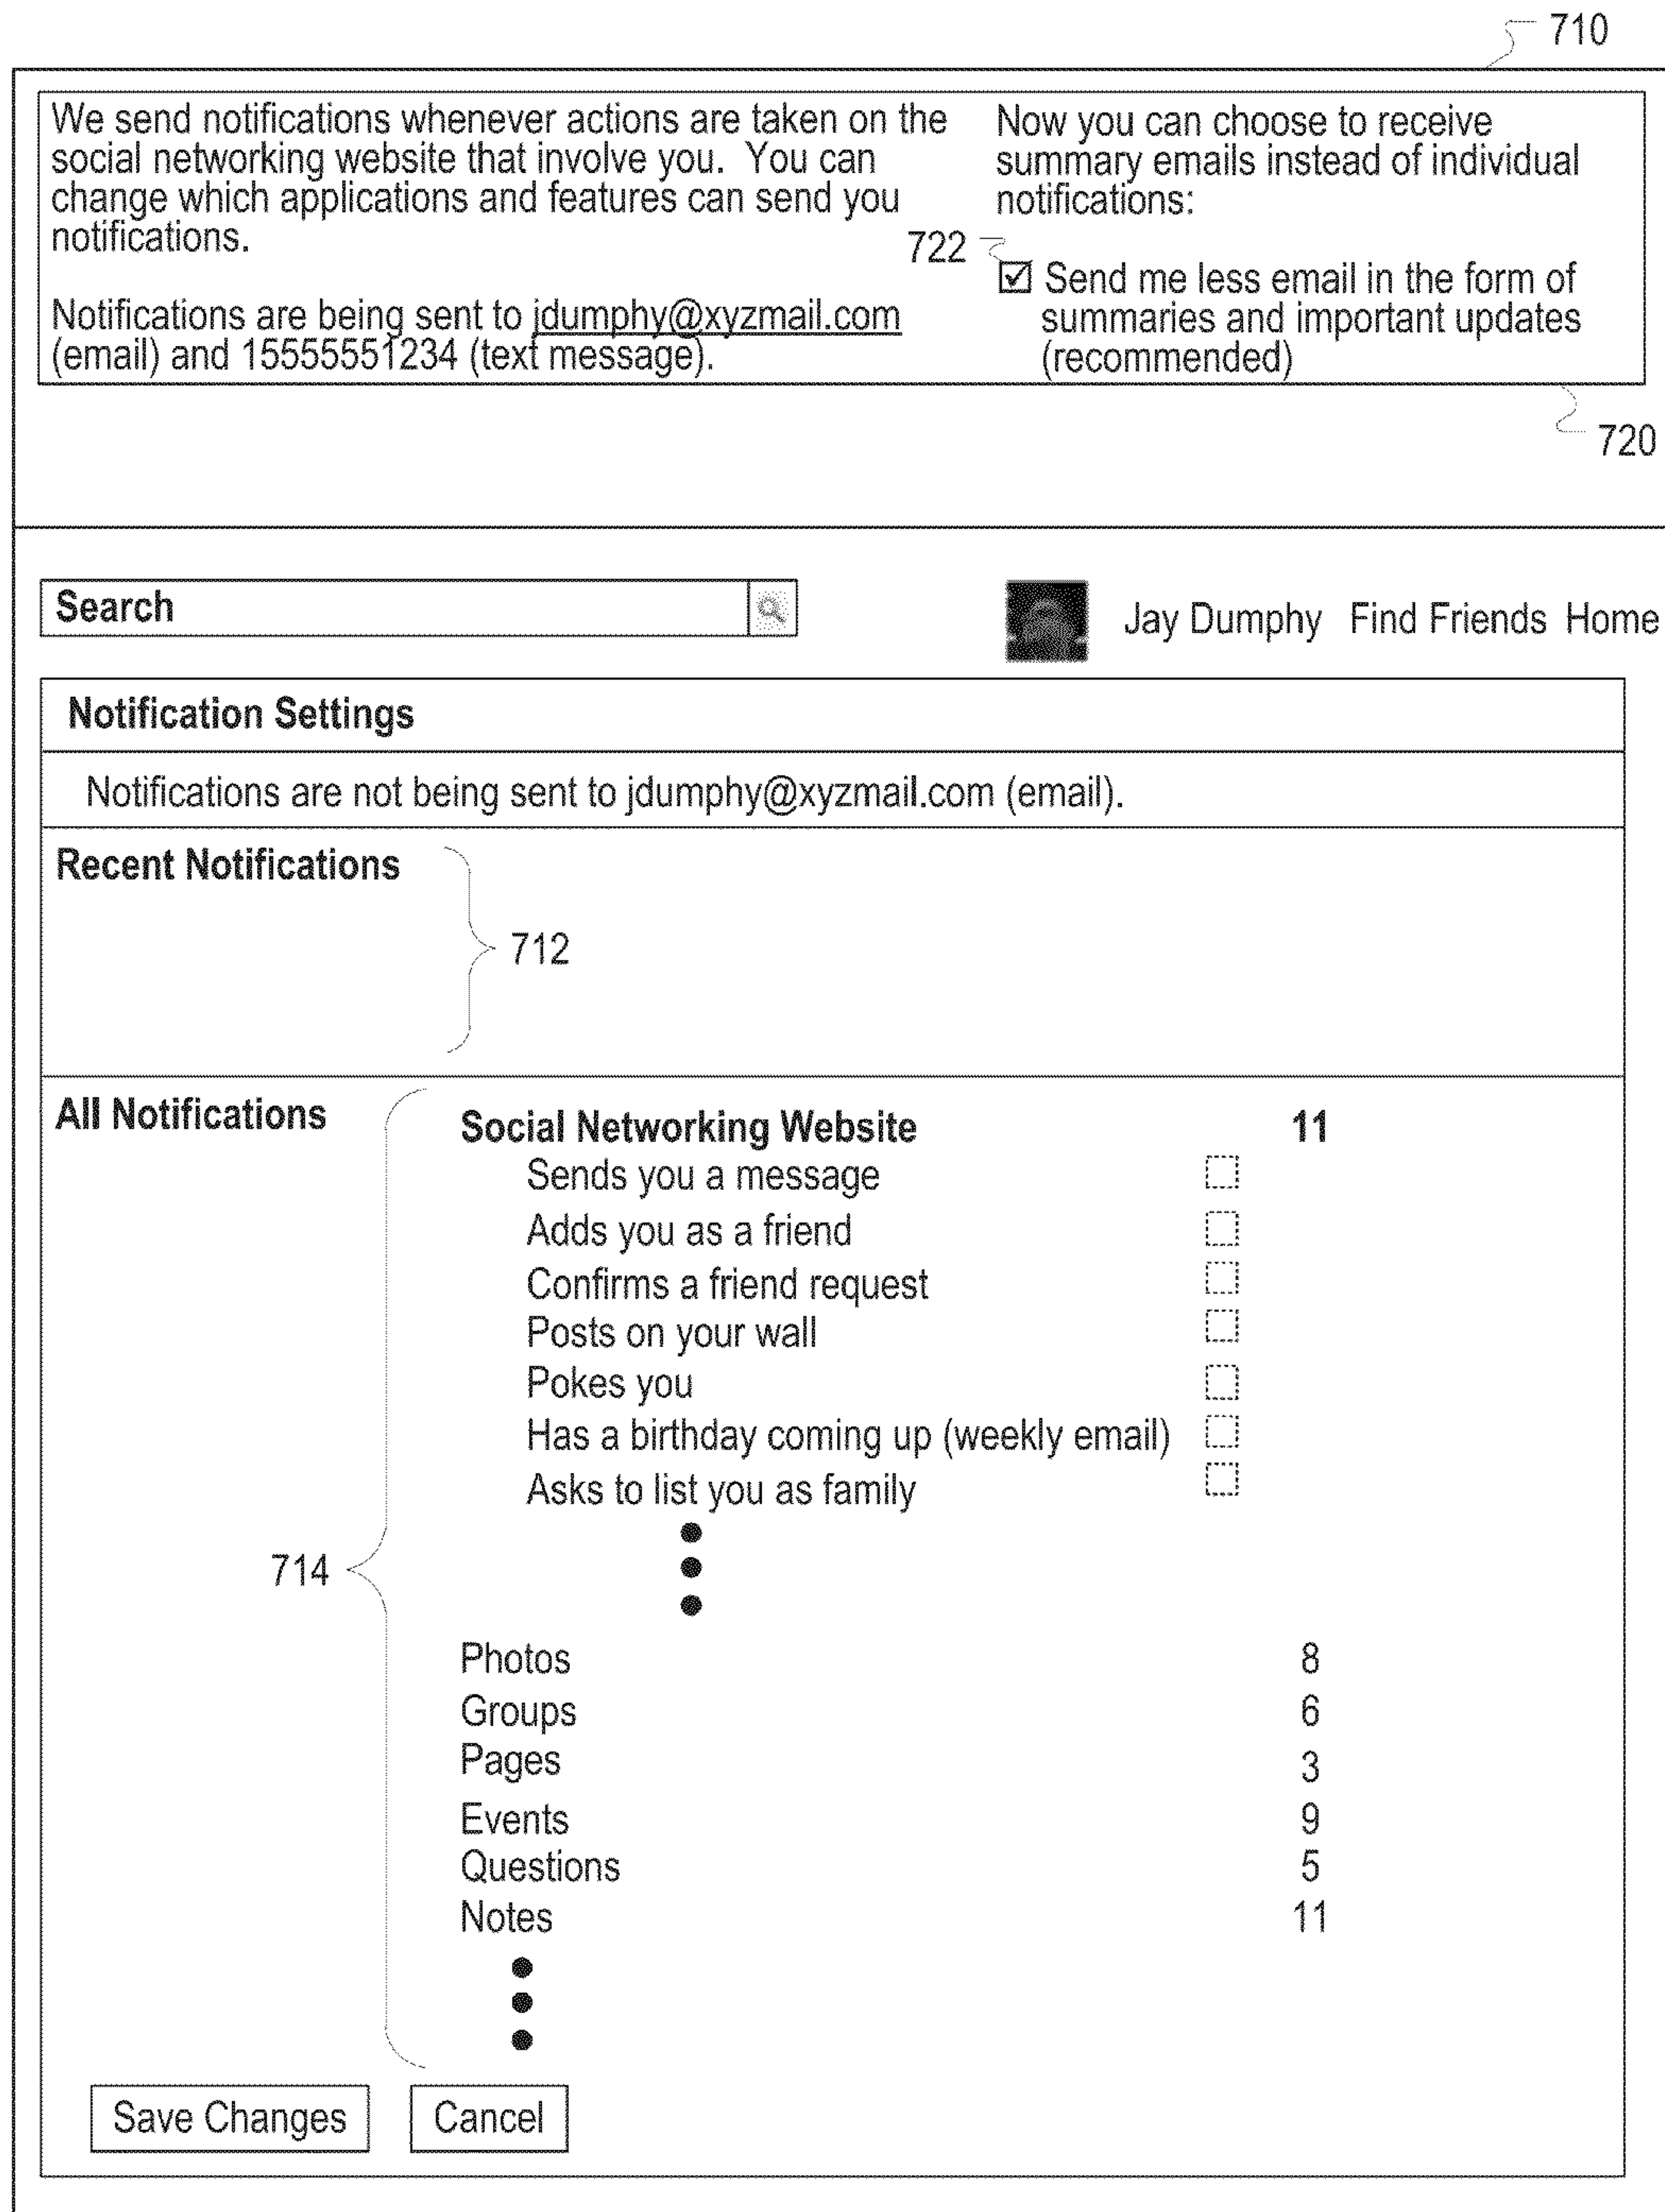 710
We send notifications whenever actions are taken on the
social networking website that involve you. You can
change which applications and features can send you
notifications.
Notifications are being sent to jdumphy@xyzmail.com
(email) and 15555551234 (text message).
Now you can choose to receive
summary emails instead of individual
notifications:
722
Send me less email in the form of
summaries and important updates
(recommended)
720
Search
Jay Dumphy Find Friends Home
Notification Settings
Notifications are not being sent to jdumphy@xyzmail.com (email).
Recent Notifications
712
All Notifications
714
Social Networking Website 11
Sends you a message
Adds you as a friend
Confirms a friend request
Posts on your wall
Pokes you
Has a birthday coming up (weekly email)
Asks to list you as family
Photos 8
Groups 6
Pages 3
Events 9
Questions 5
Notes 11
Save Changes Cancel